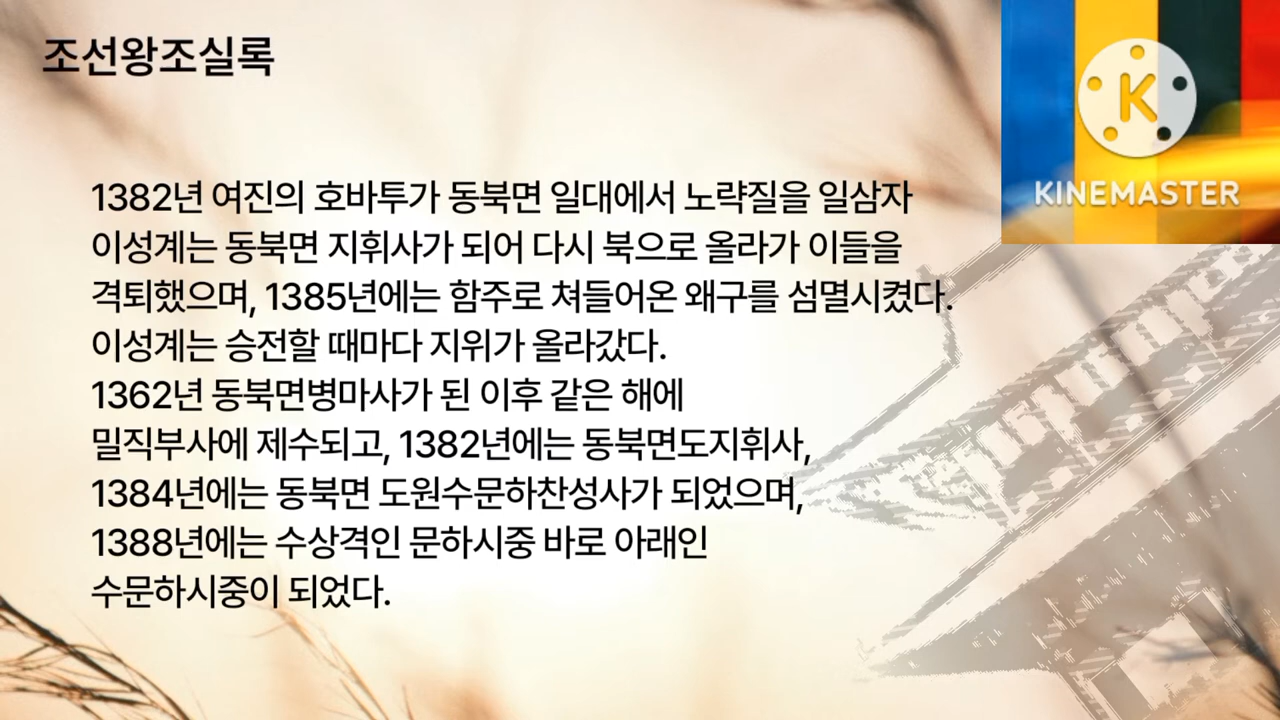 조선왕조실록
K
KINEMASTER
1382년 여진의 호바투가 동북면 일대에서 노략질을 일삼자
이성계는 동북면 지휘사가 되어 다시 북으로 올라가 이들을
격퇴했으며, 1385년에는 함주로 쳐들어온 왜구를 섬멸시켰다.
이성계는 승전할 때마다 지위가 올라갔다.
1362년 동북면병마사가 된 이후 같은 해에
밀직부사에 제수되고, 1382년에는 동북면도지휘사,
1384년에는 동북면 도원수문하찬성사가 되었으며,
1388년에는 수상격인 문하시중 바로 아래인
수문하시중이 되었다.